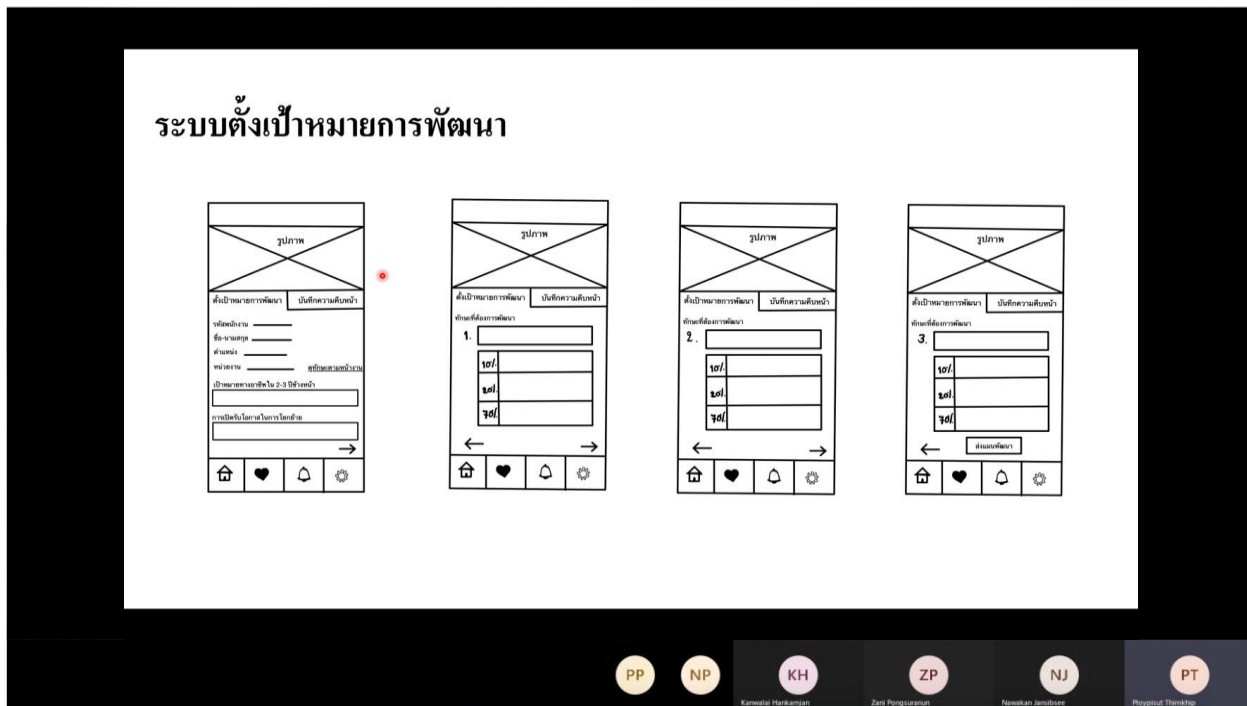 ระบบตั้งเป้าหมายการพัฒนา
รูปภาพ
ตั้งเป้าหมายการพัฒนา บันทึกความคืบหน้า
รหัสพนักงาน
ชื่อ-นามสกุล
ตำแหน่ง
หน่วยงาน ดูทักษะตามหน้างาน
เป้าหมายทางอาชีพใน 2-3 ปีข้างหน้า
การเปิดรับโอกาสในการโยกย้าย
รูปภาพ
ตั้งเป้าหมายการพัฒนา บันทึกความคืบหน้า
ทักษะที่ต้องการพัฒนา
1.
10%
20%
70%
รูปภาพ
ตั้งเป้าหมายการพัฒนา บันทึกความคืบหน้า
ทักษะที่ต้องการพัฒนา
2.
10%
20%
70%
รูปภาพ
ตั้งเป้าหมายการพัฒนา บันทึกความคืบหน้า
ทักษะที่ต้องการพัฒนา
3.
10%
20%
70%
ส่งแผนพัฒนา
PP NP KH ZP NJ PT
Kanwalai Hankamjan Zani Pongsuranun Nawakan Jansibsee Ploypisut Thimkhip